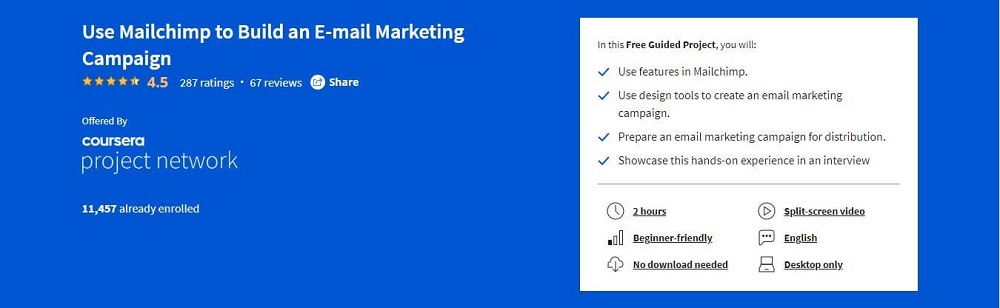 Use Mailchimp to Build an E-mail Marketing
Campaign
4.5 287 ratings • 67 reviews Share
Offered By
coursera
project network
11,457 already enrolled
In this Free Guided Project, you will:
Use features in Mailchimp.
Use design tools to create an email marketing
campaign.
Prepare an email marketing campaign for distribution.
Showcase this hands-on experience in an interview
2 hours
Split-screen video
Beginner-friendly
English
No download needed
Desktop only